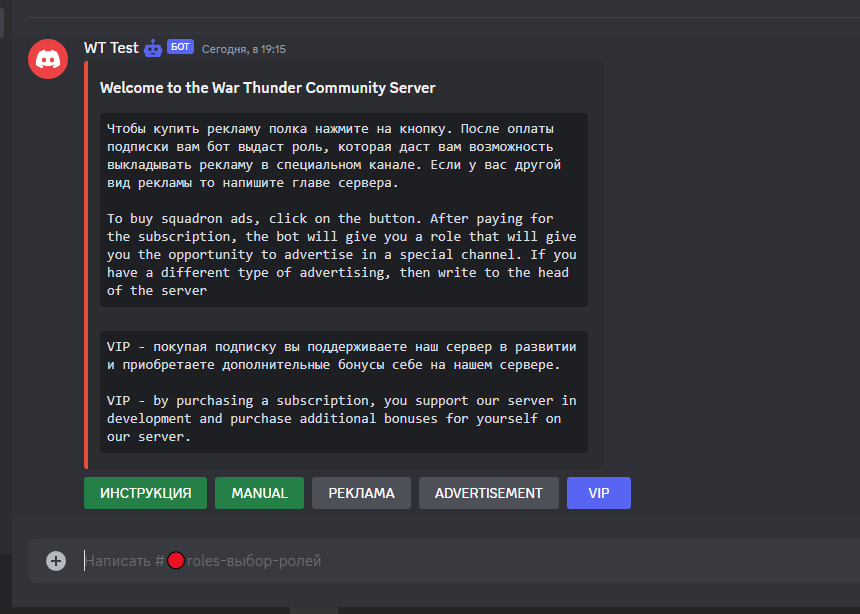 WT Test БОТ Сегодня, в 19:15
Welcome to the War Thunder Community Server
Чтобы купить рекламу полка нажмите на кнопку. После оплаты
подписки вам бот выдаст роль, которая даст вам возможность
выкладывать рекламу в специальном канале. Если у вас другой
вид рекламы то напишите главе сервера.
To buy squadron ads, click on the button. After paying for
the subscription, the bot will give you a role that will give
you the opportunity to advertise in a special channel. If you
have a different type of advertising, then write to the head
of the server
VIP - покупая подписку вы поддерживаете наш сервер в развитии
и приобретаете дополнительные бонусы себе на нашем сервере.
VIP - by purchasing a subscription, you support our server in
development and purchase additional bonuses for yourself on
our server.
ИНСТРУКЦИЯ MANUAL РЕКЛАМА ADVERTISEMENT VIP
Написать #🔴roles-выбор-ролей